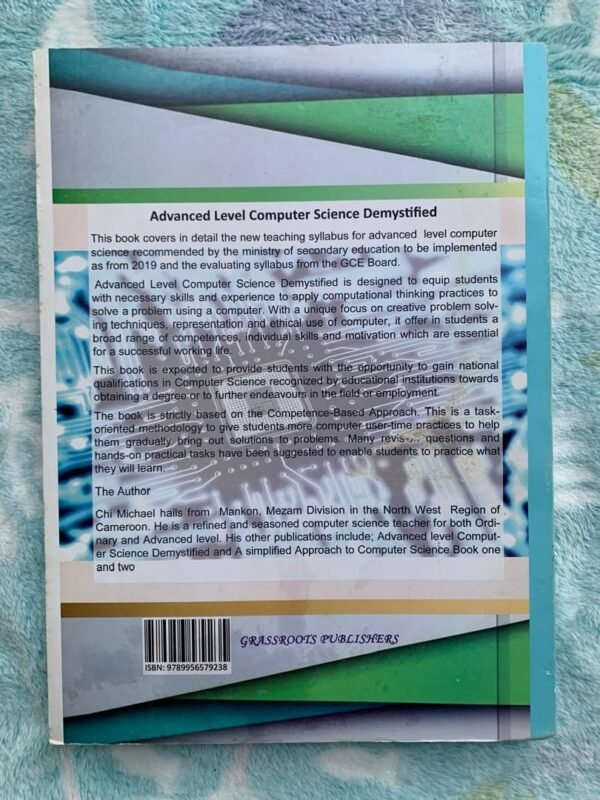 Advanced Level Computer Science Demystified
This book covers in detail the new teaching syllabus for advanced level computer
science recommended by the ministry of secondary education to be implemented
as from 2019 and the evaluating syllabus from the GCE Board.
Advanced Level Computer Science Demystified is designed to equip students
with necessary skills and experience to apply computational thinking practices to
solve a problem using a computer. With a unique focus on creative problem solv-
ing techniques, representation and ethical use of computer, it offer in students a
broad range of competences, individual skills and motivation which are essential
for a successful working life.
This book is expected to provide students with the opportunity to gain national
qualifications in Computer Science recognized by educational institutions towards
obtaining a degree or to further endeavours in the field or employment.
The book is strictly based on the Competence-Based Approach. This is a task-
oriented methodology to give students more computer user-time practices to help
them gradually bring out solutions to problems. Many revision questions and
hands-on practical tasks have been suggested to enable students to practice what
they will learn.
The Author
Chi Michael hails from Mankon, Mezam Division in the North West Region of
Cameroon. He is a refined and seasoned computer science teacher for both Ordi-
nary and Advanced level. His other publications include; Advanced level Comput-
er Science Demystified and A simplified Approach to Computer Science Book one
and two
GRASSROOTS PUBLISHERS
ISBN: 9789956579238